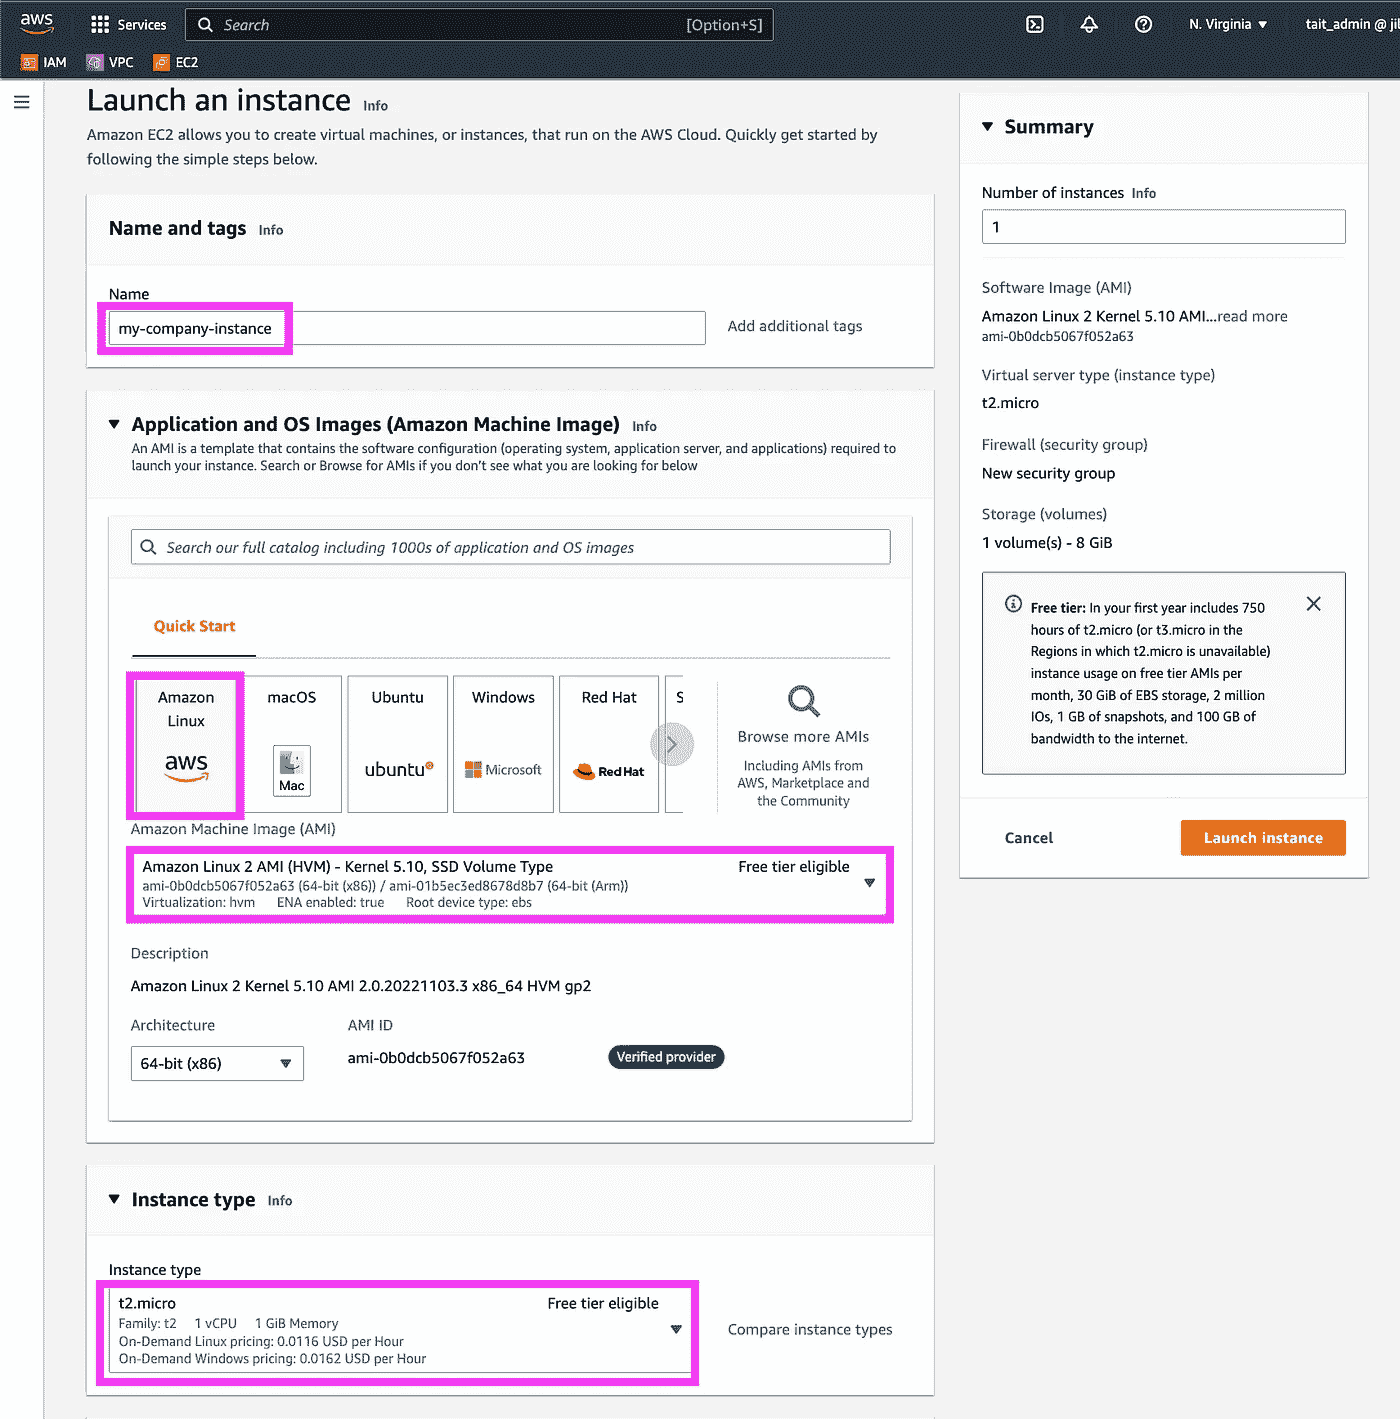 aws
Services
Search
[Option+S]
N. Virginia
tait_admin @ jil
IAM
VPC
EC2
Launch an instance Info
Amazon EC2 allows you to create virtual machines, or instances, that run on the AWS Cloud. Quickly get started by
following the simple steps below.
Name and tags Info
Name
my-company-instance
Add additional tags
Application and OS Images (Amazon Machine Image) Info
An AMI is a template that contains the software configuration (operating system, application server, and applications) required to
launch your instance. Search or Browse for AMIs if you don't see what you are looking for below
Search our full catalog including 1000s of application and OS images
Quick Start
Amazon
Linux
aws
macOS
Mac
Ubuntu
ubuntu
Windows
Microsoft
Red Hat
Red Hat
S
Browse more AMIs
Including AMIs from
AWS, Marketplace and
the Community
Amazon Machine Image (AMI)
Amazon Linux 2 AMI (HVM) - Kernel 5.10, SSD Volume Type
Free tier eligible
ami-0b0dcb5067f052a63 (64-bit (x86)) / ami-01b5ec3ed8678d8b7 (64-bit (Arm))
Virtualization: hvm ENA enabled: true Root device type: ebs
Description
Amazon Linux 2 Kernel 5.10 AMI 2.0.20221103.3 x86_64 HVM gp2
Architecture
AMI ID
64-bit (x86)
ami-0b0dcb5067f052a63
Verified provider
Instance type Info
Instance type
t2.micro
Free tier eligible
Family: t2 1 vCPU 1 GiB Memory
On-Demand Linux pricing: 0.0116 USD per Hour
On-Demand Windows pricing: 0.0162 USD per Hour
Compare instance types
Summary
Number of instances Info
1
Software Image (AMI)
Amazon Linux 2 Kernel 5.10 AMI...read more
ami-0b0dcb5067f052a63
Virtual server type (instance type)
t2.micro
Firewall (security group)
New security group
Storage (volumes)
1 volume(s) - 8 GiB
Free tier: In your first year includes 750
hours of t2.micro (or t3.micro in the
Regions in which t2.micro is unavailable)
instance usage on free tier AMIs per
month, 30 GiB of EBS storage, 2 million
IOs, 1 GB of snapshots, and 100 GB of
bandwidth to the internet.
Cancel
Launch instance